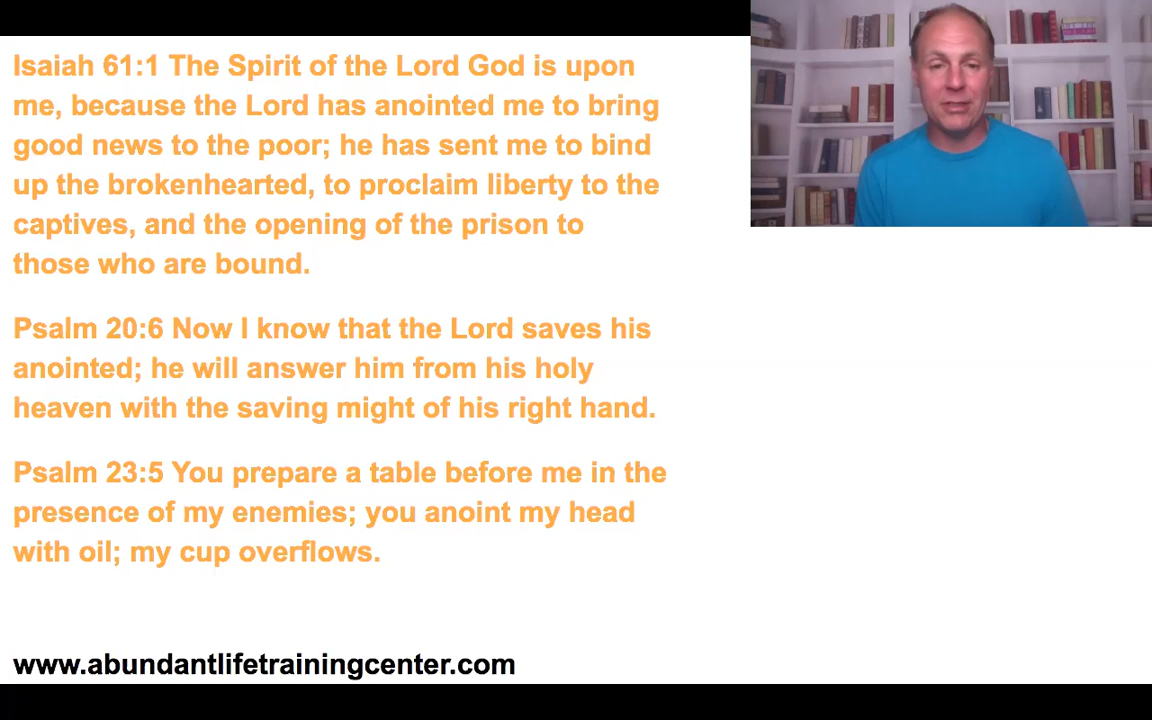 Isaiah 61:1 The Spirit of the Lord God is upon
me, because the Lord has anointed me to bring
good news to the poor; he has sent me to bind
up the brokenhearted, to proclaim liberty to the
captives, and the opening of the prison to
those who are bound.
Psalm 20:6 Now I know that the Lord saves his
anointed; he will answer him from his holy
heaven with the saving might of his right hand.
Psalm 23:5 You prepare a table before me in the
presence of my enemies; you anoint my head
with oil; my cup overflows.
www.abundantlifetrainingcenter.com